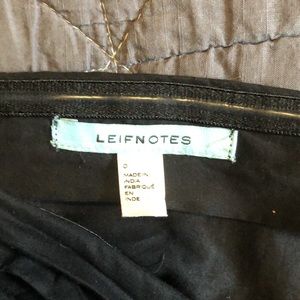 LEIFNOTES
0
MADE IN
INDIA
FABRIQUÉ
EN
INDE